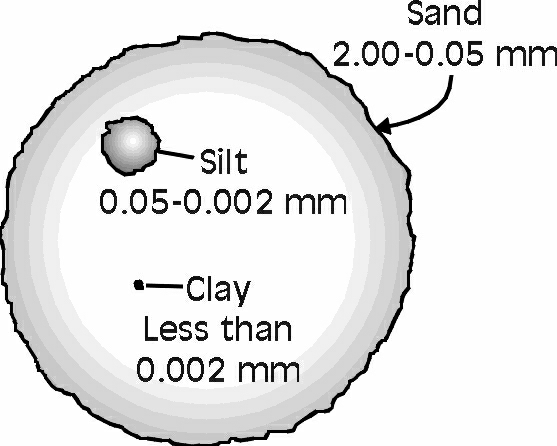 Sand
2.00-0.05 mm
Silt
0.05-0.002 mm
Clay
Less than
0.002 mm